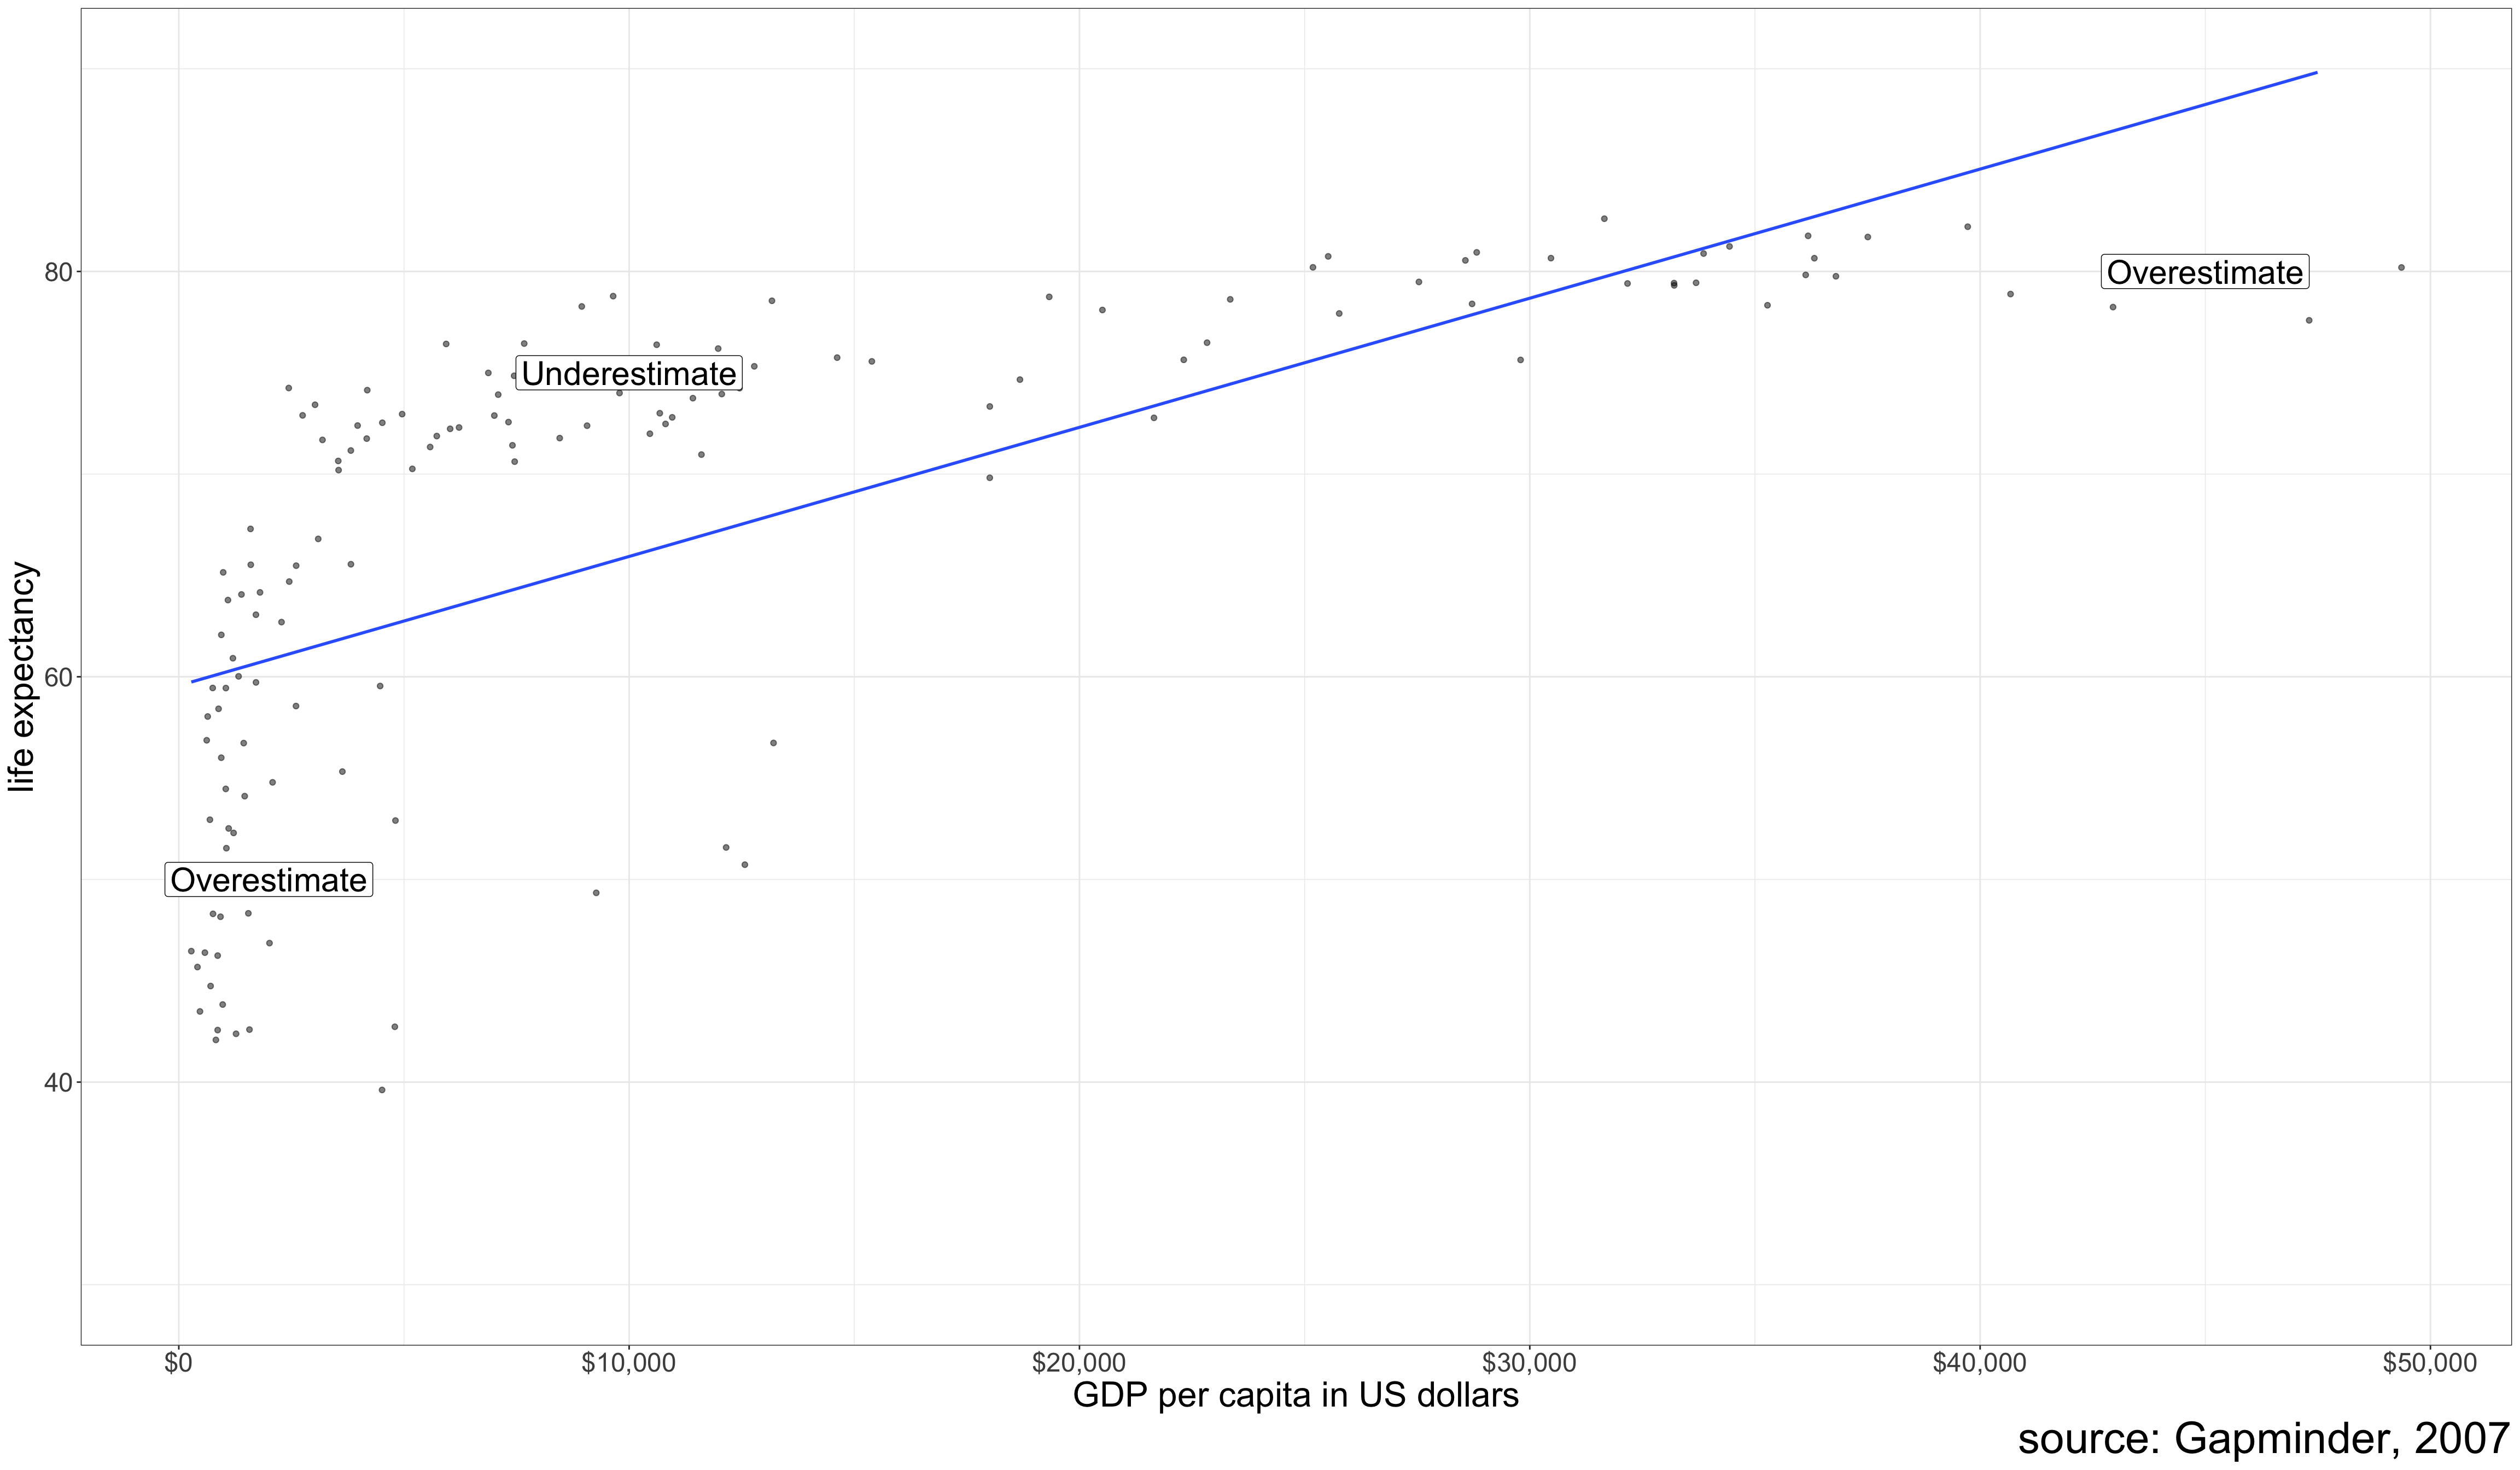 life expectancy
80
60
40
Overestimate
Underestimate
Overestimate
$0
$10,000
$20,000
$30,000
$40,000
$50,000
GDP per capita in US dollars
source: Gapminder, 2007